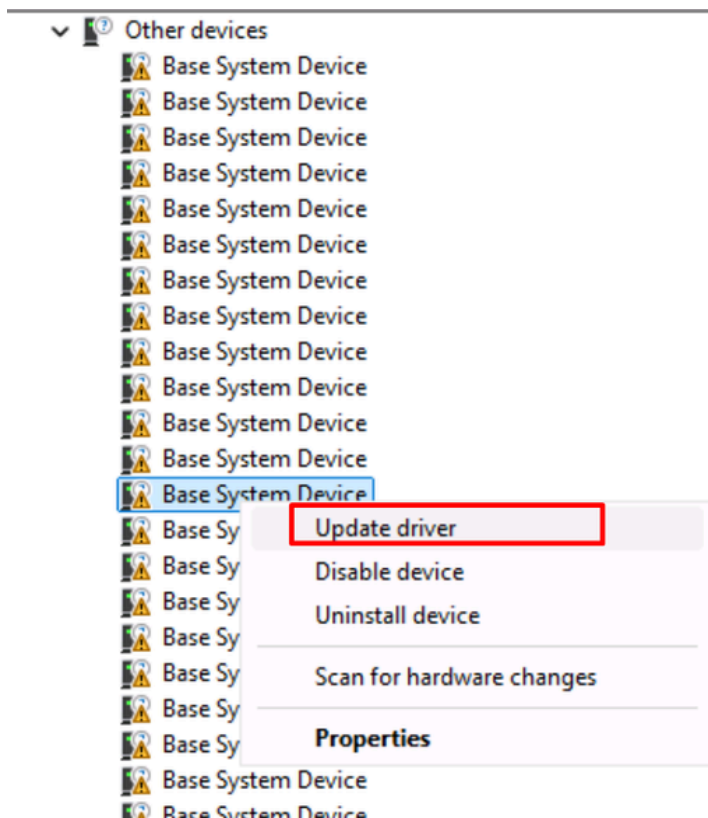 Other devices
Base System Device
Base System Device
Base System Device
Base System Device
Base System Device
Base System Device
Base System Device
Base System Device
Base System Device
Base System Device
Base System Device
Base System Device
Base System Device
Base Sy
Update driver
Base Sy
Disable device
Base Sy
Uninstall device
Base Sy
Base Sy
Scan for hardware changes
Base Sy
Base Sy
Properties
Base System Device
Base System Device